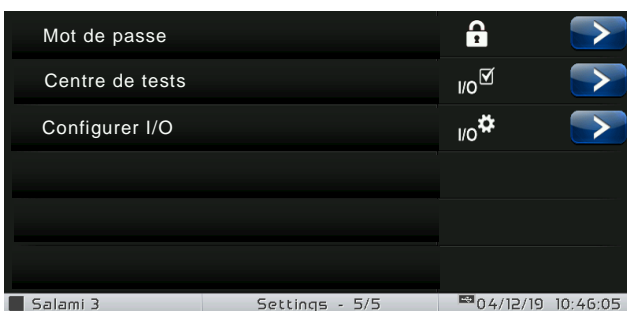 Mot de passe
Centre de tests
I/O
Configurer I/O
I/O
Salami 3 Settings - 5/5 04/12/19 10:46:05